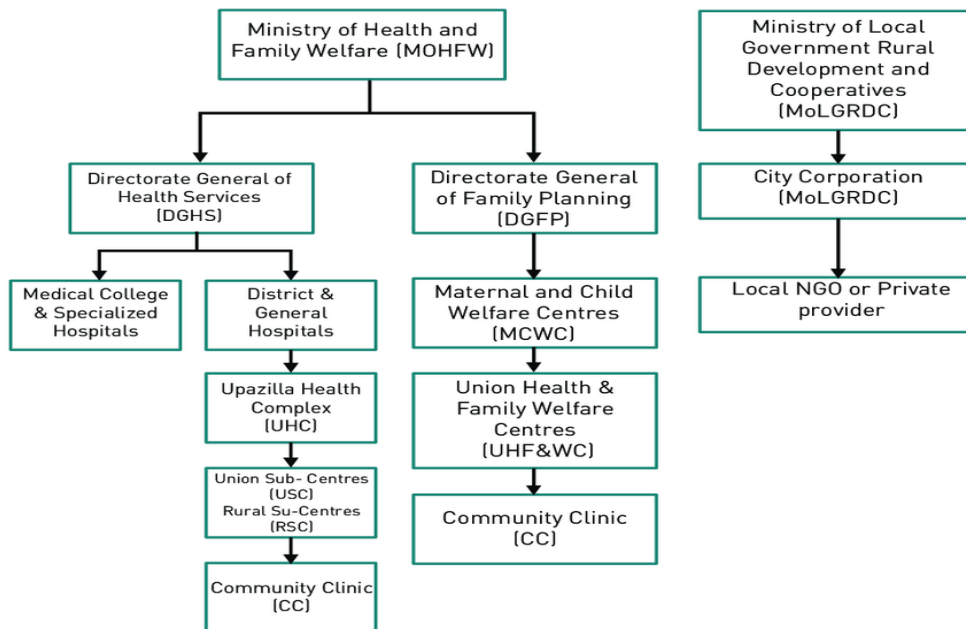 Ministry of Health and
Family Welfare (MOHFW)
Ministry of Local
Government Rural
Development and
Cooperatives
(MoLGRDC)
Directorate General of
Health Services
(DGHS)
Directorate General
of Family Planning
(DGFP)
City Corporation
(MoLGRDC)
Medical College
& Specialized
Hospitals
District &
General
Hospitals
Maternal and Child
Welfare Centres
(MCWC)
Local NGO or Private
provider
Upazilla Health
Complex
(UHC)
Union Health &
Family Welfare
Centres
(UHF&WC)
Union Sub- Centres
(USC)
Rural Su-Centres
(RSC)
Community Clinic
(CC)
Community Clinic
(CC)